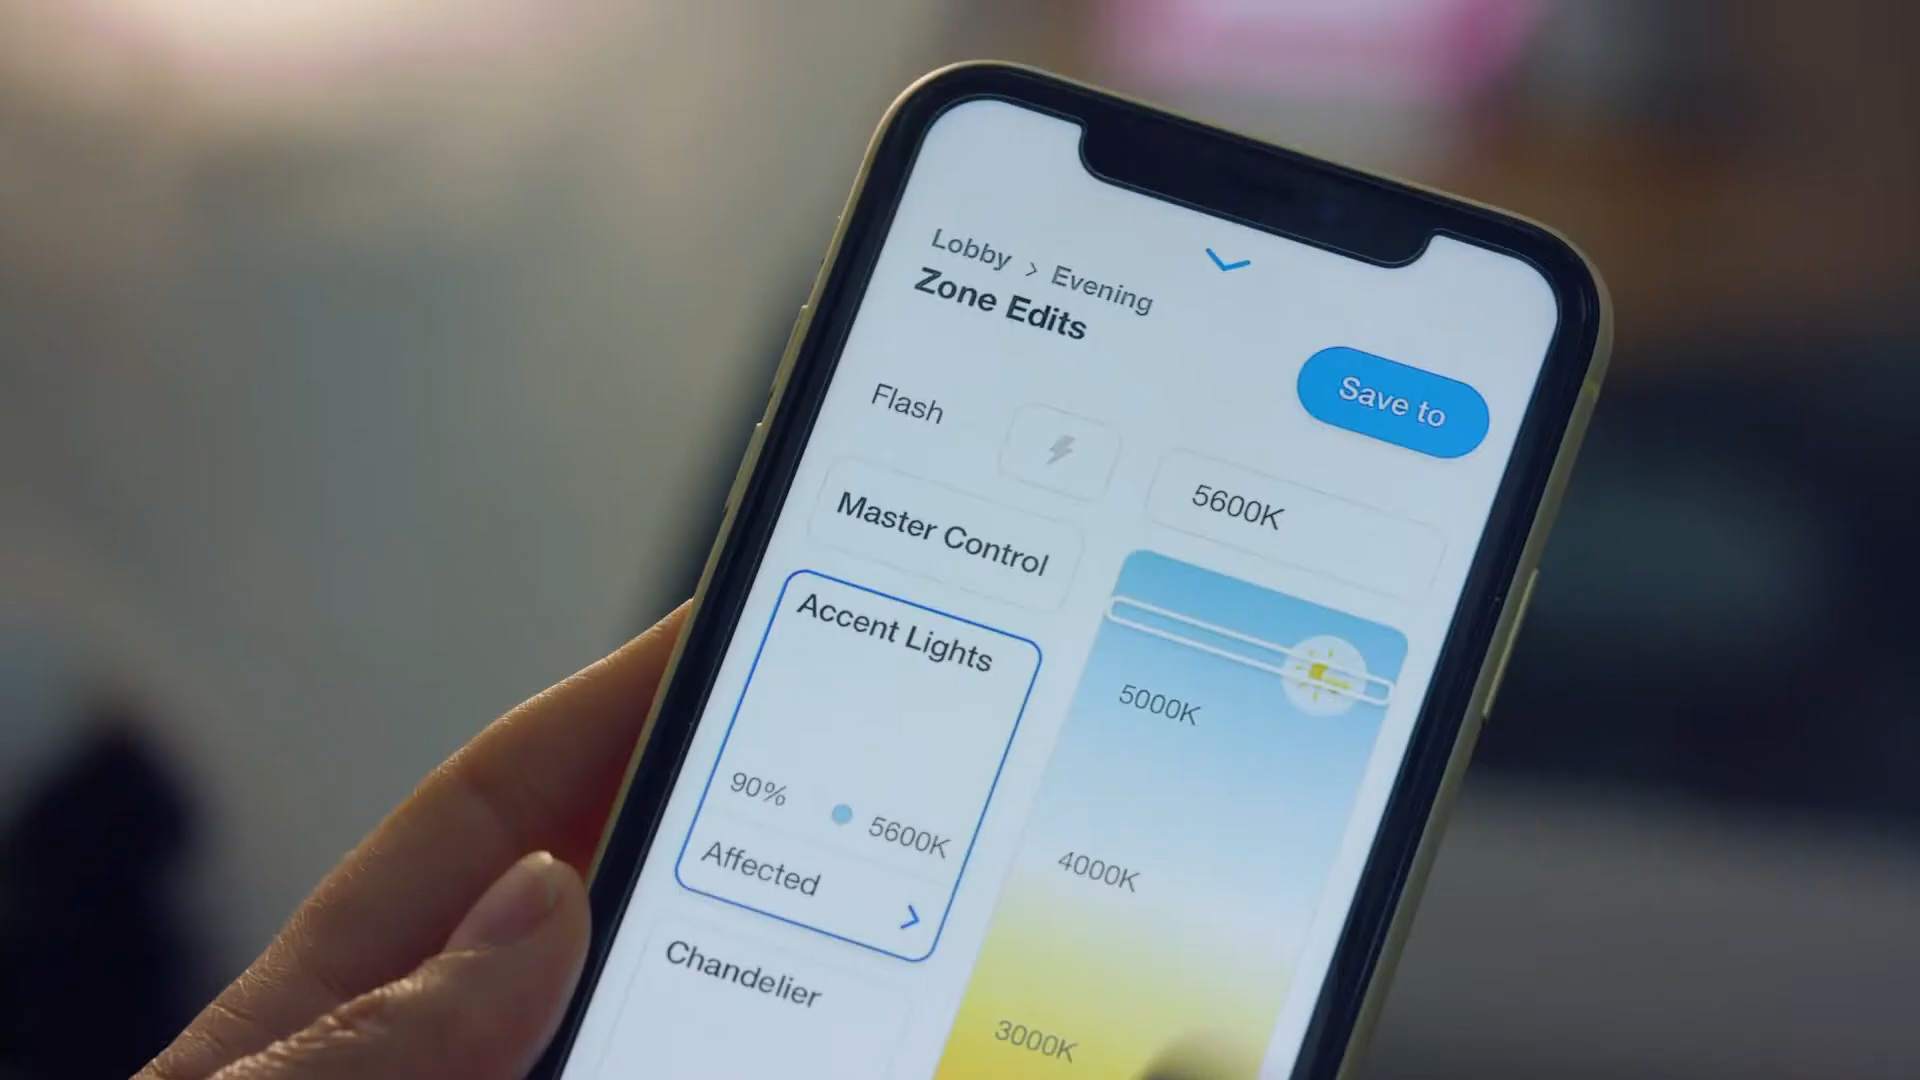 Lobby > Evening
Zone Edits
Save to
Flash
5600K
Master Control
Accent Lights
90%
5600K
Affected
Chandelier
5000K
4000K
3000K